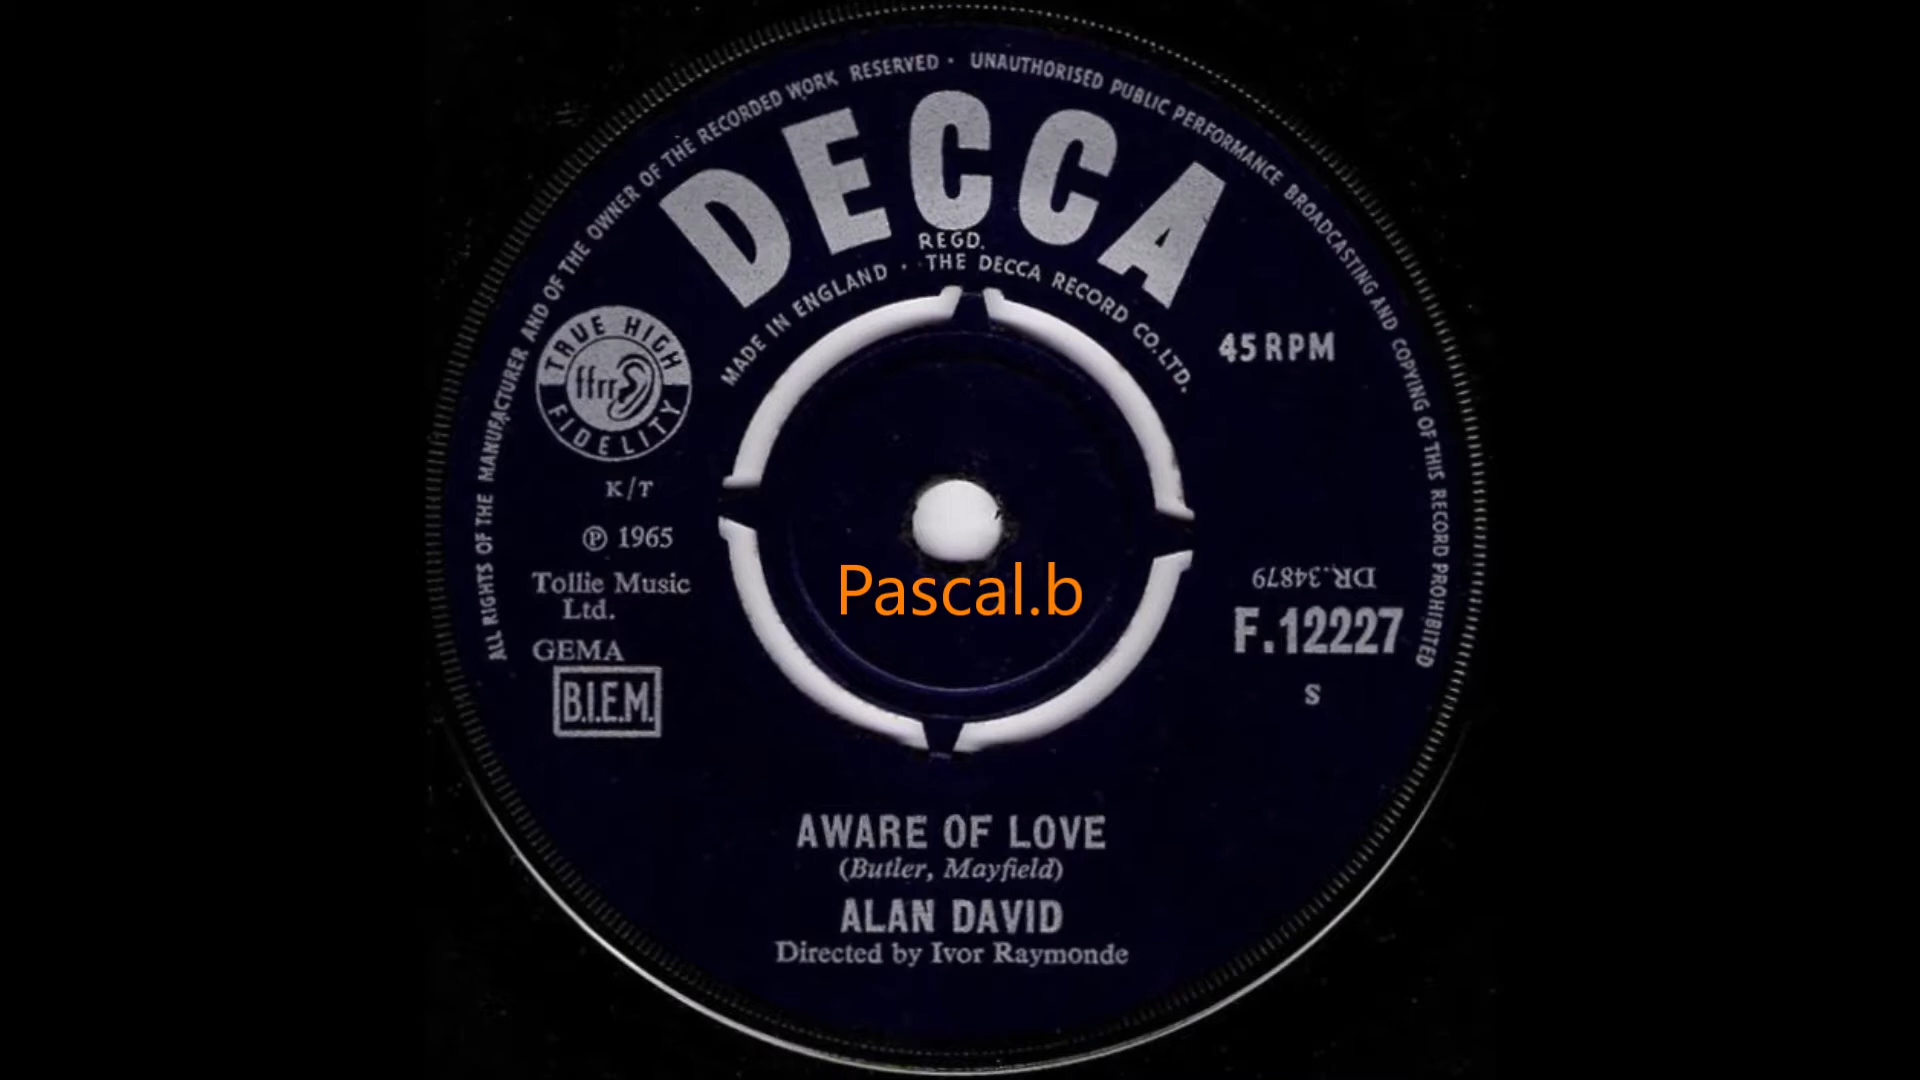 ALL RIGHTS OF THE MANUFACTURER AND OF THE OWNER OF THE RECORDED WORK RESERVED · UNAUTHORISED PUBLIC PERFORMANCE BROADCASTING AND COPYING OF THIS RECORD PROHIBITED
DECCA
REGD.
MADE IN ENGLAND · THE DECCA RECORD CO. LTD.
TRUE HIGH
ffrr
FIDELITY
45 RPM
K/T
℗ 1965
Tollie Music
Ltd.
GEMA
B.I.E.M.
Pascal.b
DR.34879
F.12227
S
AWARE OF LOVE
(Butler, Mayfield)
ALAN DAVID
Directed by Ivor Raymonde